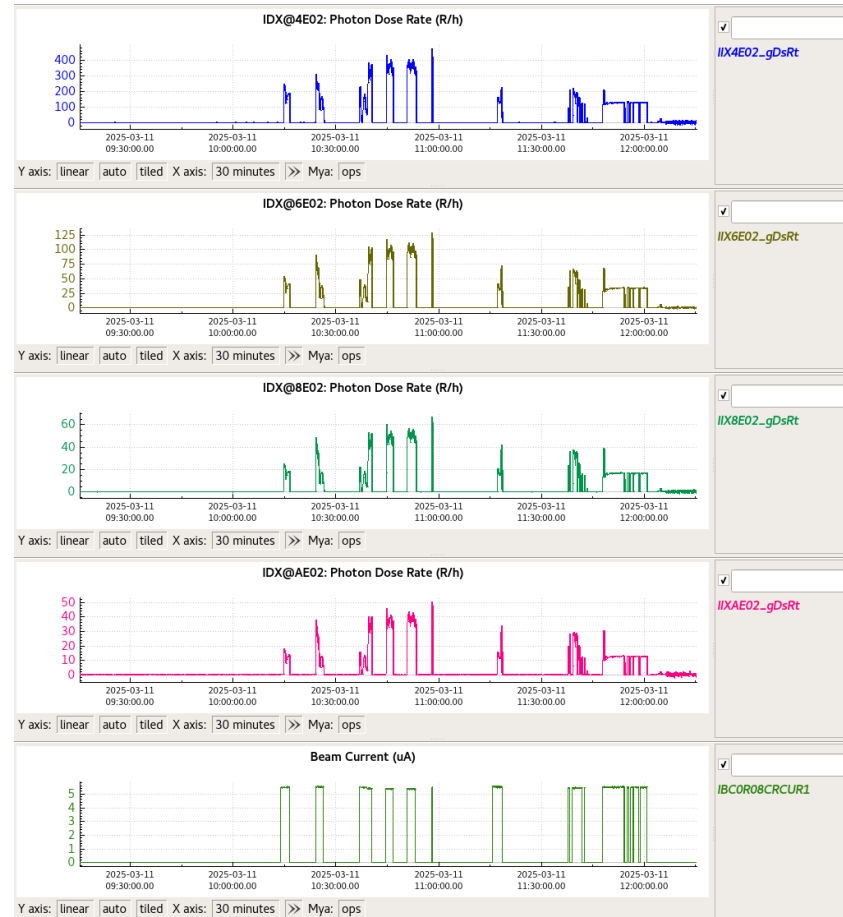 IDX@4E02: Photon Dose Rate (R/h)
IIX4E02_gDsRt
400
300
200
100
0
2025-03-11 2025-03-11 2025-03-11 2025-03-11 2025-03-11 2025-03-11
09:30:00.00 10:00:00.00 10:30:00.00 11:00:00.00 11:30:00.00 12:00:00.00
Y axis: linear auto tiled X axis: 30 minutes >> Mya: ops
IDX@6E02: Photon Dose Rate (R/h)
IIX6E02_gDsRt
125
100
75
50
25
0
2025-03-11 2025-03-11 2025-03-11 2025-03-11 2025-03-11 2025-03-11
09:30:00.00 10:00:00.00 10:30:00.00 11:00:00.00 11:30:00.00 12:00:00.00
Y axis: linear auto tiled X axis: 30 minutes >> Mya: ops
IDX@8E02: Photon Dose Rate (R/h)
IIX8E02_gDsRt
60
40
20
0
2025-03-11 2025-03-11 2025-03-11 2025-03-11 2025-03-11 2025-03-11
09:30:00.00 10:00:00.00 10:30:00.00 11:00:00.00 11:30:00.00 12:00:00.00
Y axis: linear auto tiled X axis: 30 minutes >> Mya: ops
IDX@AE02: Photon Dose Rate (R/h)
IIXAE02_gDsRt
50
40
30
20
10
0
2025-03-11 2025-03-11 2025-03-11 2025-03-11 2025-03-11 2025-03-11
09:30:00.00 10:00:00.00 10:30:00.00 11:00:00.00 11:30:00.00 12:00:00.00
Y axis: linear auto tiled X axis: 30 minutes >> Mya: ops
Beam Current (uA)
IBC0R08CRCUR1
5
4
3
2
1
0
2025-03-11 2025-03-11 2025-03-11 2025-03-11 2025-03-11 2025-03-11
09:30:00.00 10:00:00.00 10:30:00.00 11:00:00.00 11:30:00.00 12:00:00.00
Y axis: linear auto tiled X axis: 30 minutes >> Mya: ops